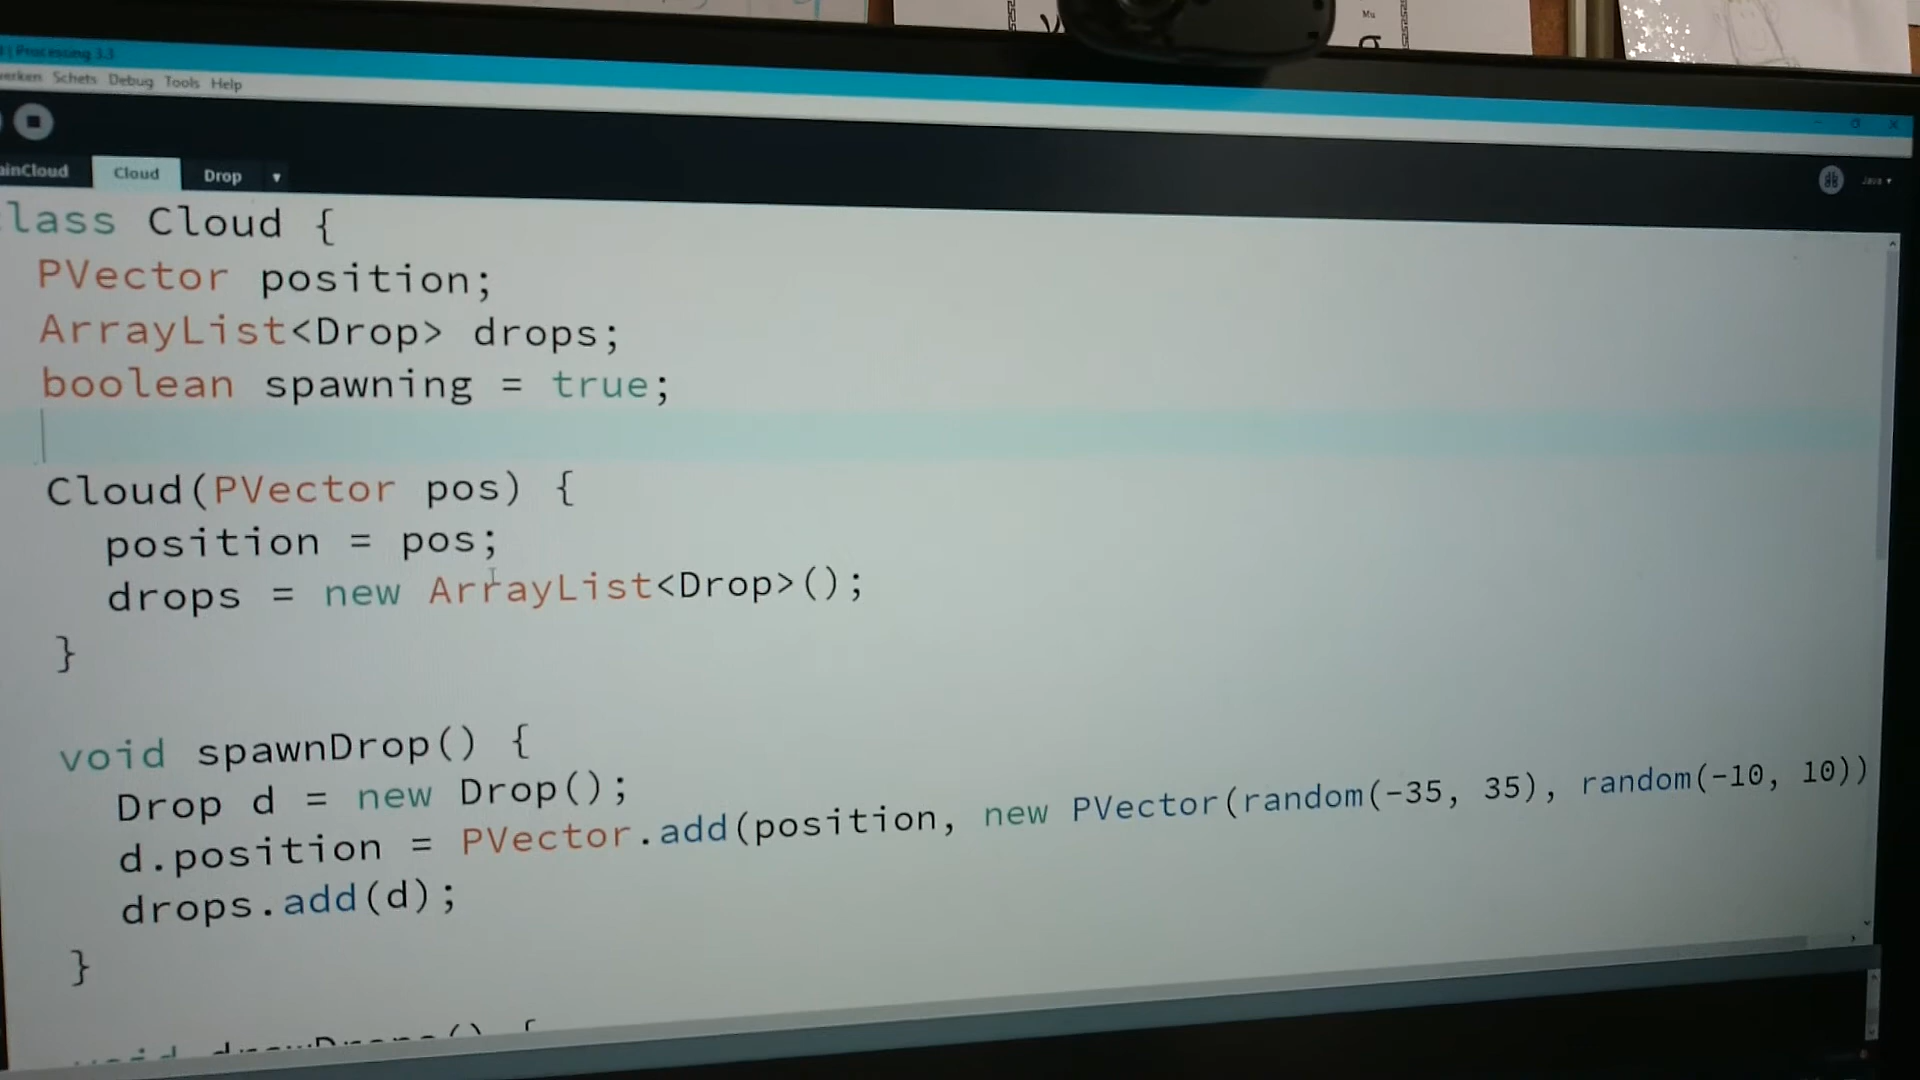 Processing 3.3
erken Schets Debug Tools Help
ainCloud Cloud Drop
Java
lass Cloud {
PVector position;
ArrayList<Drop> drops;
boolean spawning = true;
Cloud(PVector pos) {
position = pos;
drops = new ArrayList<Drop>();
}
void spawnDrop() {
Drop d = new Drop();
d.position = PVector.add(position, new PVector(random(-35, 35), random(-10, 10))
drops.add(d);
}
Mu
σ